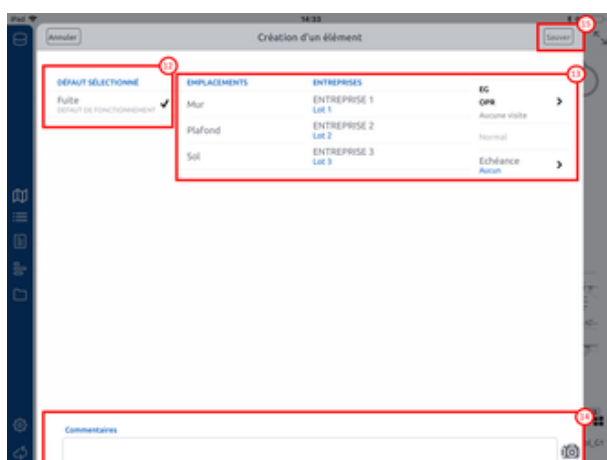 iPad 14:33
15
Annuler Création d'un élément Sauver
12
13
DÉFAUT SÉLECTIONNÉ EMPLACEMENTS ENTREPRISES EG
Fuite Mur ENTREPRISE 1 OPR
DEFAUT DE FONCTIONNEMENT Lot 1 Aucune visite
Plafond ENTREPRISE 2 Normal
Lot 2
Sol ENTREPRISE 3 Echéance
Lot 3 Aucun
14
Commentaires